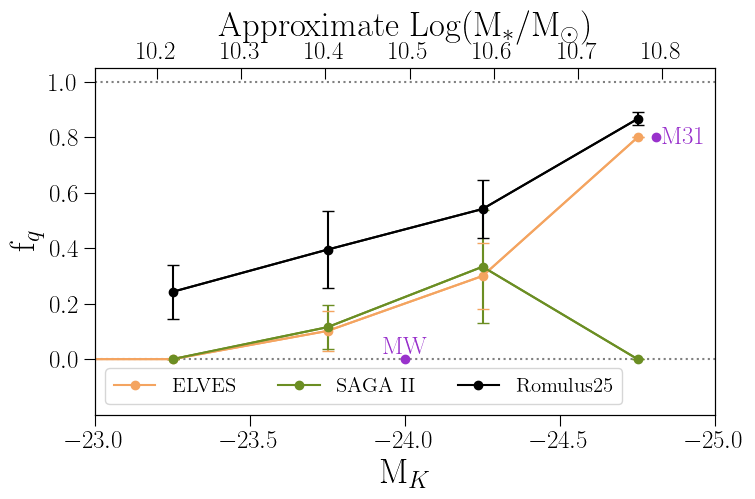 Approximate Log(M*/M☉)
10.2 10.3 10.4 10.5 10.6 10.7 10.8
1.0
0.8
0.6
0.4
0.2
0.0
f_q
M31
MW
ELVES SAGA II Romulus25
−23.0 −23.5 −24.0 −24.5 −25.0
M_K